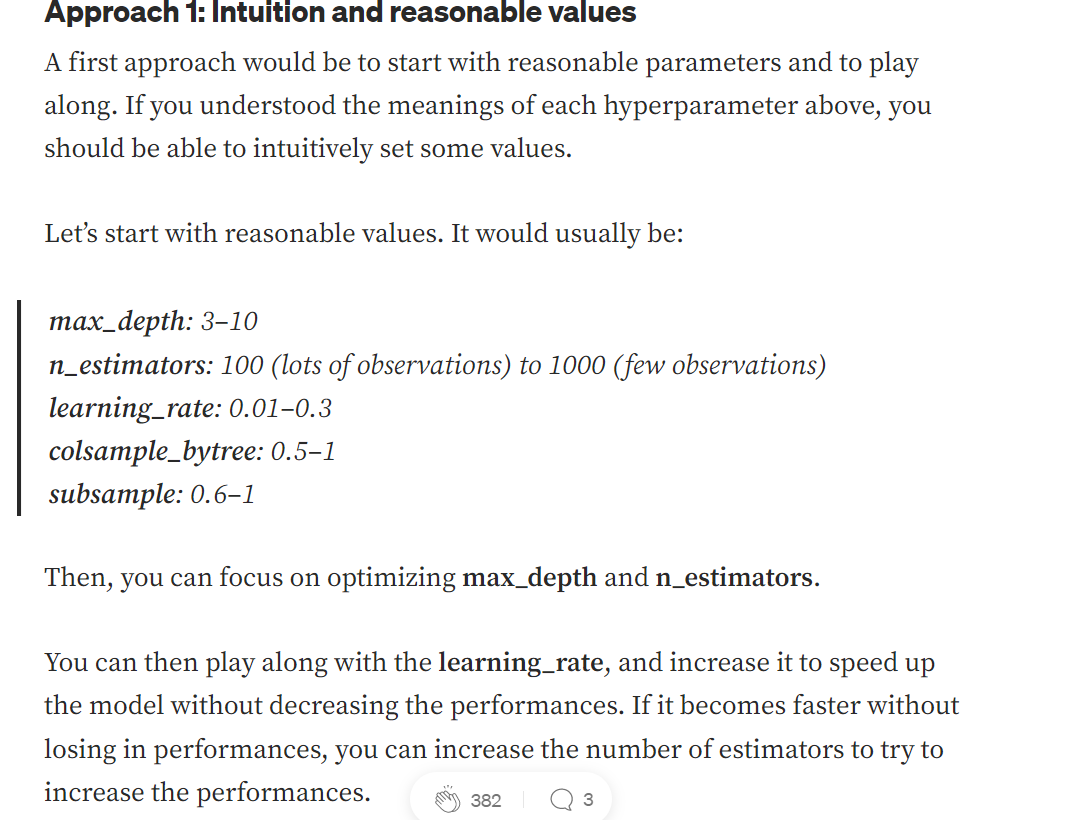 Approach 1: Intuition and reasonable values
A first approach would be to start with reasonable parameters and to play
along. If you understood the meanings of each hyperparameter above, you
should be able to intuitively set some values.
Let’s start with reasonable values. It would usually be:
max_depth: 3–10
n_estimators: 100 (lots of observations) to 1000 (few observations)
learning_rate: 0.01–0.3
colsample_bytree: 0.5–1
subsample: 0.6–1
Then, you can focus on optimizing max_depth and n_estimators.
You can then play along with the learning_rate, and increase it to speed up
the model without decreasing the performances. If it becomes faster without
losing in performances, you can increase the number of estimators to try to
increase the performances.
382 3